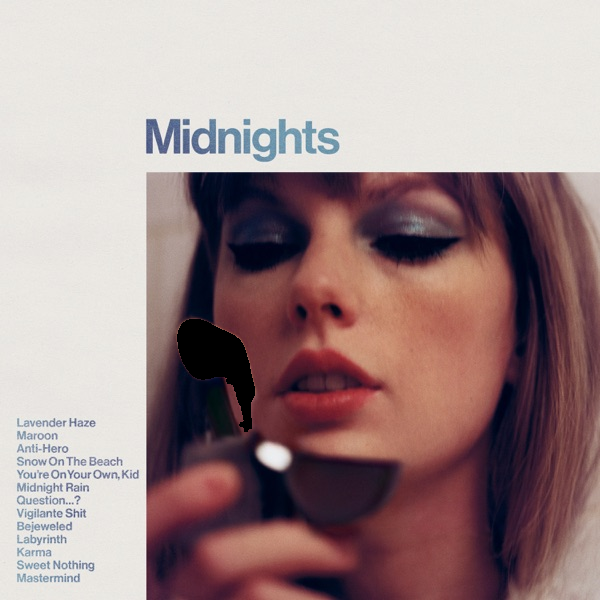 Midnights
Lavender Haze
Maroon
Anti-Hero
Snow On The Beach
You're On Your Own, Kid
Midnight Rain
Question...?
Vigilante Shit
Bejeweled
Labyrinth
Karma
Sweet Nothing
Mastermind